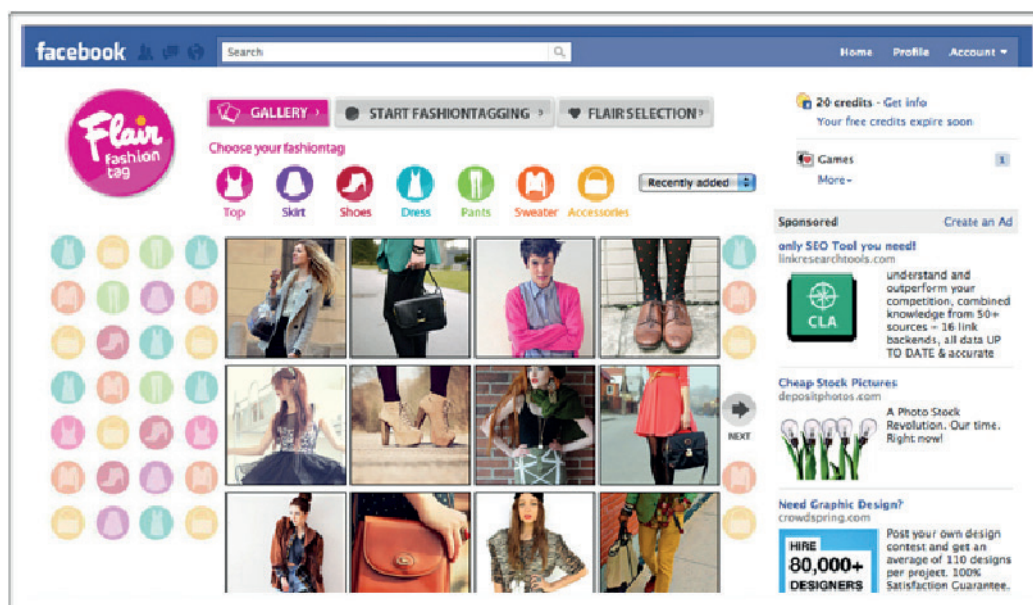 facebook
Search
Home Profile Account
Flair
fashion
tag
GALLERY ›
START FASHIONTAGGING ›
FLAIR SELECTION ›
Choose your fashiontag
Top Skirt Shoes Dress Pants Sweater Accessories
Recently added
NEXT
20 credits - Get info
Your free credits expire soon
Games 1
More
Sponsored Create an Ad
only SEO Tool you need!
linkresearchtools.com
CLA
understand and
outperform your
competition, combined
knowledge from 50+
sources – 16 link
backends, all data UP
TO DATE & accurate
Cheap Stock Pictures
depositphotos.com
A Photo Stock
Revolution. Our time.
Right now!
Need Graphic Design?
crowdspring.com
HIRE
80,000+
DESIGNERS
Post your own design
contest and get an
average of 110 designs
per project. 100%
Satisfaction Guarantee.